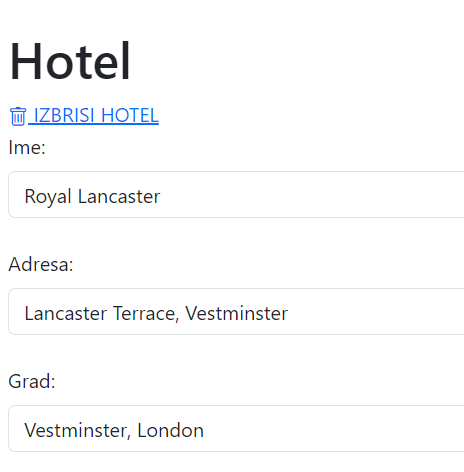 Hotel
IZBRISI HOTEL
Ime:
Royal Lancaster
Adresa:
Lancaster Terrace, Vestminster
Grad:
Vestminster, London